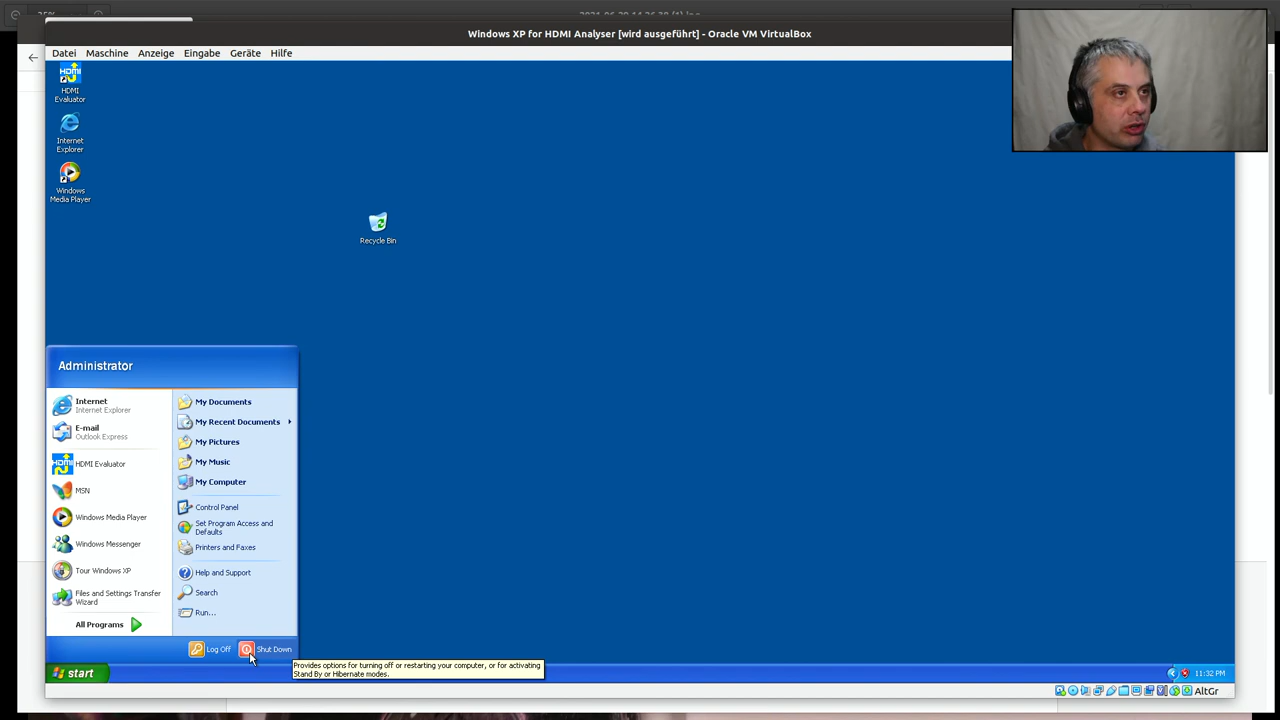 Windows XP for HDMI Analyser [wird ausgeführt] - Oracle VM VirtualBox
Datei Maschine Anzeige Eingabe Geräte Hilfe
HDMI
Evaluator
Internet
Explorer
Windows
Media Player
Recycle Bin
Administrator
Internet
Internet Explorer
E-mail
Outlook Express
HDMI Evaluator
MSN
Windows Media Player
Windows Messenger
Tour Windows XP
Files and Settings Transfer
Wizard
All Programs
My Documents
My Recent Documents
My Pictures
My Music
My Computer
Control Panel
Set Program Access and
Defaults
Printers and Faxes
Help and Support
Search
Run...
Log Off Shut Down
Provides options for turning off or restarting your computer, or for activating
Stand By or Hibernate modes.
start
11:32 PM
AltGr